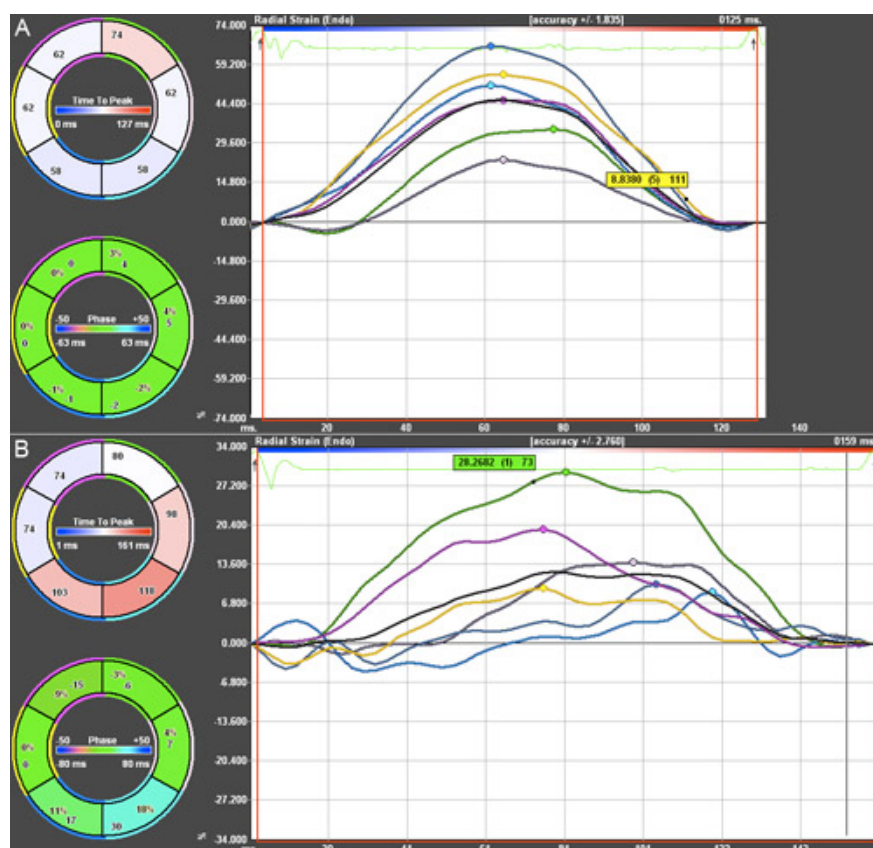 A
Radial Strain (Endo) [accuracy +/- 1.835] 0125 ms.
74.000
59.200
44.400
29.600
14.800
0.000
-14.800
-29.600
-44.400
-59.200
-74.000
8.8380 (5) 111
ms. 20 40 60 80 100 120 140
62 74
62 62
58 58
Time To Peak
0 ms 127 ms
0% 0 3% 4
0% 0 4% 5
-1% 1 -2% 2
-50 Phase +50
-63 ms 63 ms
%
B
Radial Strain (Endo) [accuracy +/- 2.760] 0159 ms.
34.000
27.200
20.400
13.600
6.800
0.000
-6.800
-13.600
-20.400
-27.200
-34.000
28.2682 (1) 73
74 80
74 98
103 118
Time To Peak
1 ms 161 ms
9% 15 -3% 6
0% 0 4% 7
11% 17 18% 30
-50 Phase +50
-80 ms 80 ms
%